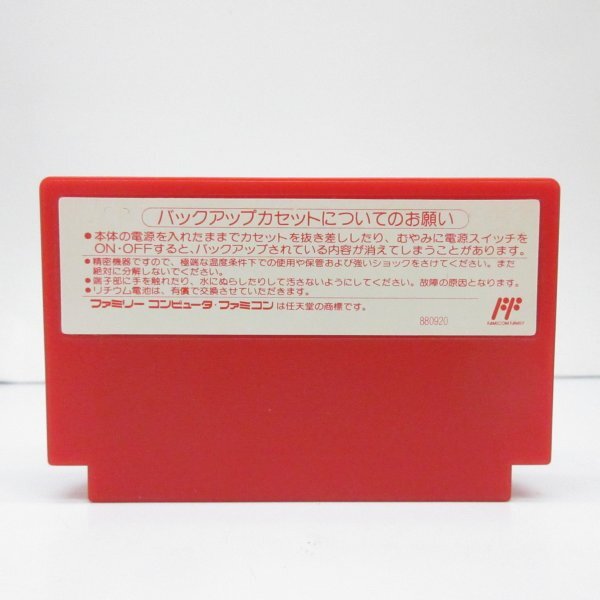 バックアップカセットについてのお願い
●本体の電源を入れたままでカセットを抜き差ししたり、むやみに電源スイッチを
ON・OFFすると、バックアップされている内容が消えてしまうことがあります。
●精密機器ですので、極端な温度条件下での使用や保管および強いショックをさけてください。また
絶対に分解しないでください。
●端子部に手を触れたり、水にぬらしたりして汚さないようにしてください。故障の原因となります。
●リチウム電池は、有償で交換させていただきます。
ファミリーコンピュータ・ファミコンは任天堂の商標です。
880920
FAMICOM FAMILY